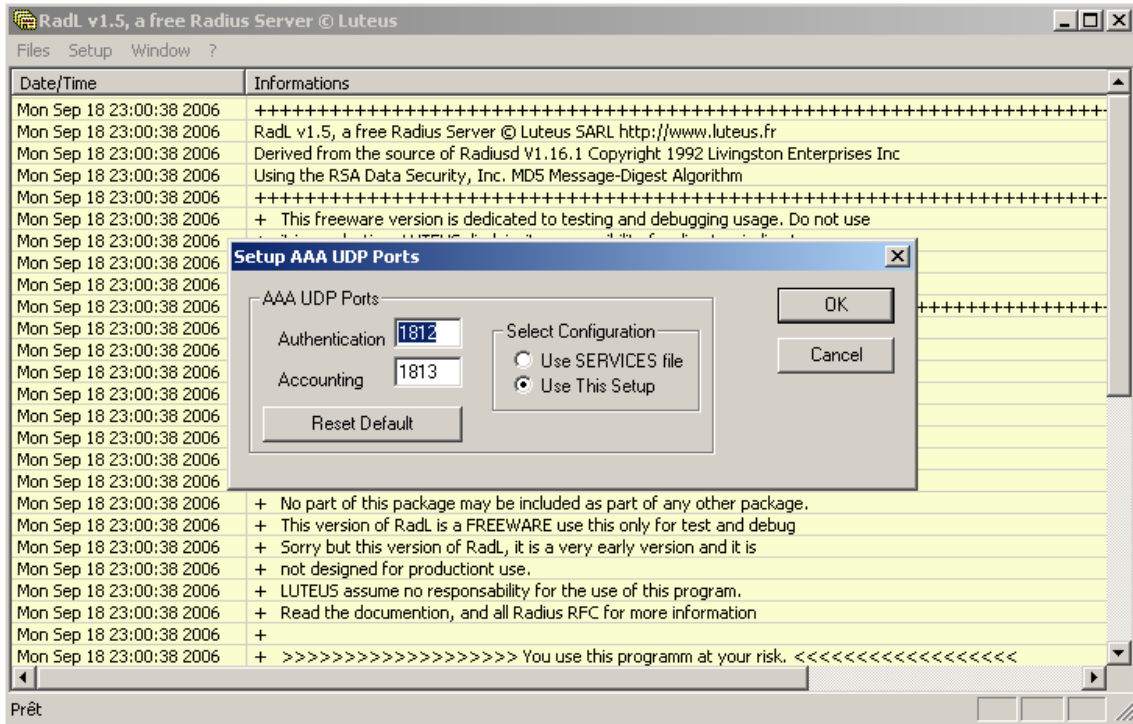 RadL v1.5, a free Radius Server © Luteus
Files Setup Window ?
Date/Time Informations
Mon Sep 18 23:00:38 2006 ++++++++++++++++++++++++++++++++++++++++++++++++++++++++++++++++++++
Mon Sep 18 23:00:38 2006 RadL v1.5, a free Radius Server © Luteus SARL http://www.luteus.fr
Mon Sep 18 23:00:38 2006 Derived from the source of Radiusd V1.16.1 Copyright 1992 Livingston Enterprises Inc
Mon Sep 18 23:00:38 2006 Using the RSA Data Security, Inc. MD5 Message-Digest Algorithm
Mon Sep 18 23:00:38 2006 ++++++++++++++++++++++++++++++++++++++++++++++++++++++++++++++++++++
Mon Sep 18 23:00:38 2006 + This freeware version is dedicated to testing and debugging usage. Do not use
Mon Sep 18 23:00:38 2006
Mon Sep 18 23:00:38 2006
Mon Sep 18 23:00:38 2006
Mon Sep 18 23:00:38 2006 +++++++++++++++
Mon Sep 18 23:00:38 2006
Mon Sep 18 23:00:38 2006
Mon Sep 18 23:00:38 2006
Mon Sep 18 23:00:38 2006
Mon Sep 18 23:00:38 2006
Mon Sep 18 23:00:38 2006
Mon Sep 18 23:00:38 2006
Mon Sep 18 23:00:38 2006
Setup AAA UDP Ports
AAA UDP Ports
Authentication 1812
Accounting 1813
Reset Default
Select Configuration
Use SERVICES file
Use This Setup
OK
Cancel
Mon Sep 18 23:00:38 2006 + No part of this package may be included as part of any other package.
Mon Sep 18 23:00:38 2006 + This version of RadL is a FREEWARE use this only for test and debug
Mon Sep 18 23:00:38 2006 + Sorry but this version of RadL, it is a very early version and it is
Mon Sep 18 23:00:38 2006 + not designed for productiont use.
Mon Sep 18 23:00:38 2006 + LUTEUS assume no responsability for the use of this program.
Mon Sep 18 23:00:38 2006 + Read the documention, and all Radius RFC for more information
Mon Sep 18 23:00:38 2006 +
Mon Sep 18 23:00:38 2006 + >>>>>>>>>>>>>>>>>>> You use this programm at your risk. <<<<<<<<<<<<<<<<<<
Prêt